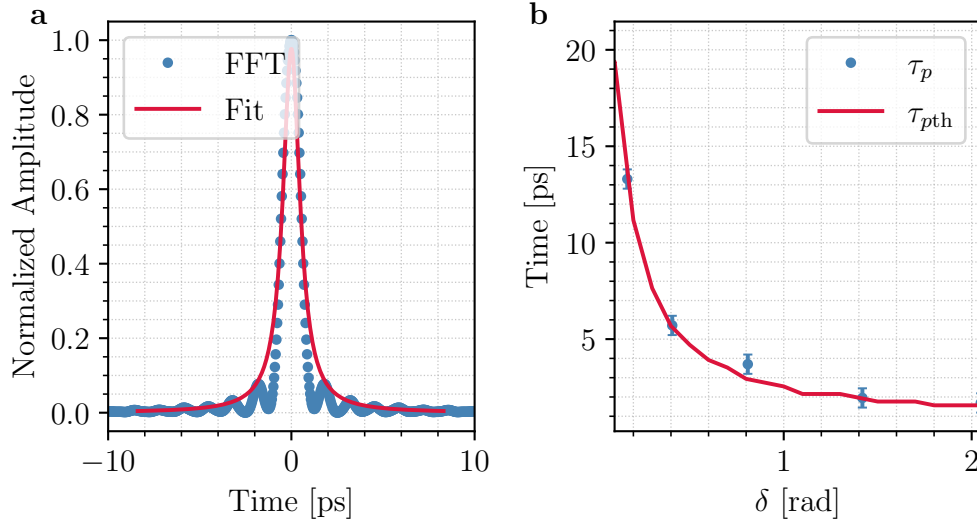 a
Normalized Amplitude
1.0
0.8
0.6
0.4
0.2
0.0
FFT
Fit
−10
0
10
Time [ps]
b
Time [ps]
20
15
10
5
τp
τpth
1
2
δ [rad]